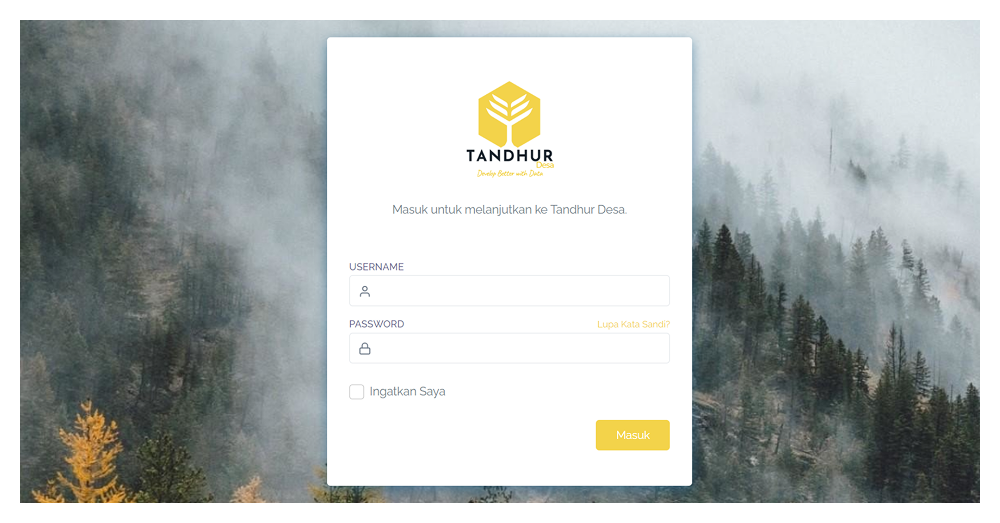 TANDHUR
Desa
Develop Better with Data
Masuk untuk melanjutkan ke Tandhur Desa.
USERNAME
PASSWORD Lupa Kata Sandi?
Ingatkan Saya
Masuk